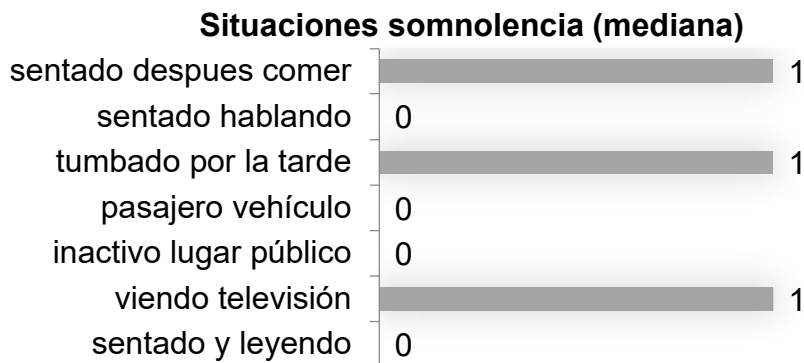 Situaciones somnolencia (mediana)
sentado despues comer 1
sentado hablando 0
tumbado por la tarde 1
pasajero vehículo 0
inactivo lugar público 0
viendo televisión 1
sentado y leyendo 0